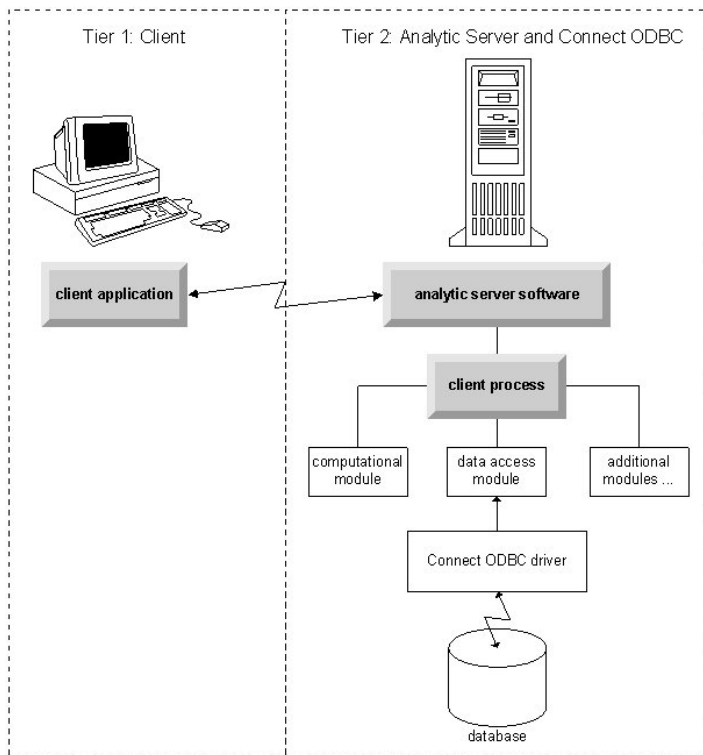 Tier 1: Client
Tier 2: Analytic Server and Connect ODBC
client application
analytic server software
client process
computational
module
data access
module
additional
modules ...
Connect ODBC driver
database